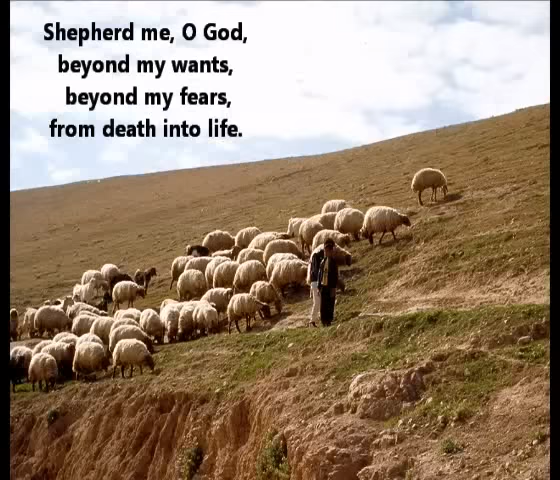 Shepherd me, O God,
beyond my wants,
beyond my fears,
from death into life.